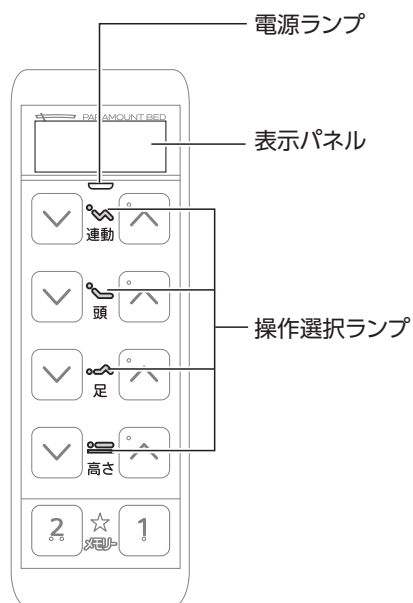 電源ランプ
PARAMOUNT BED
表示パネル
連動
頭
操作選択ランプ
足
高さ
2 メモリー 1